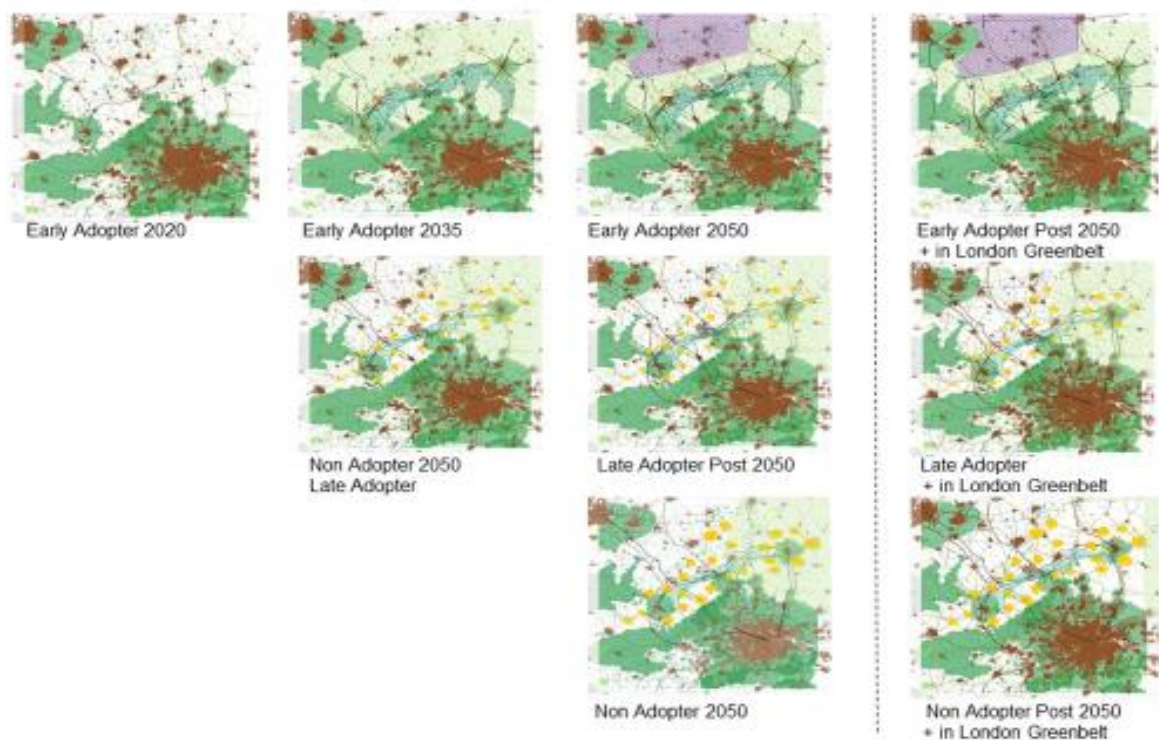 Early Adopter 2020
Early Adopter 2035
Early Adopter 2050
Early Adopter Post 2050
+ in London Greenbelt
Non Adopter 2050
Late Adopter
Late Adopter Post 2050
Late Adopter
+ in London Greenbelt
Non Adopter 2050
Non Adopter Post 2050
+ in London Greenbelt